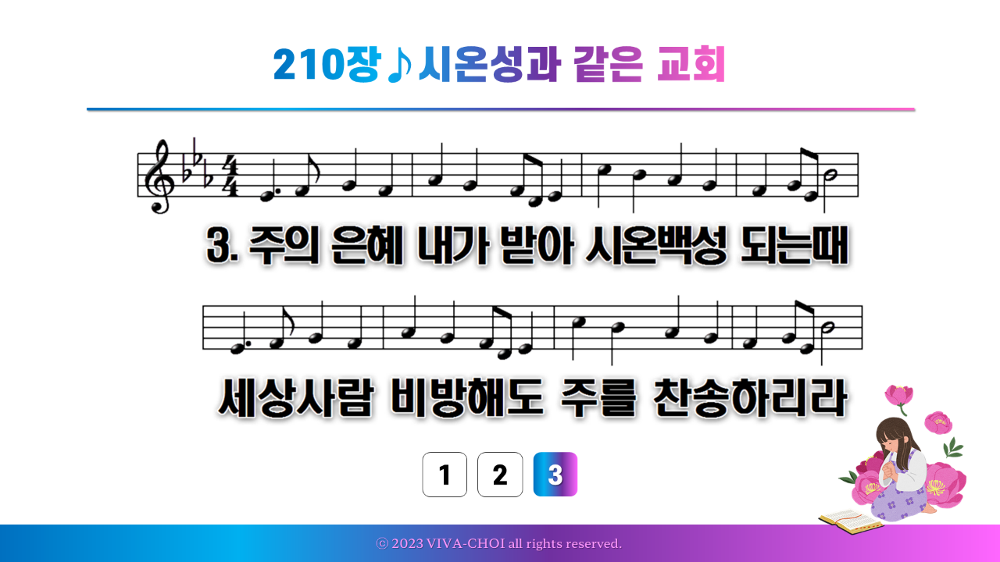 210장♪시온성과 같은 교회
3. 주의 은혜 내가 받아 시온백성 되는때
세상사람 비방해도 주를 찬송하리라
1 2 3
ⓒ 2023 VIVA-CHOI all rights reserved.